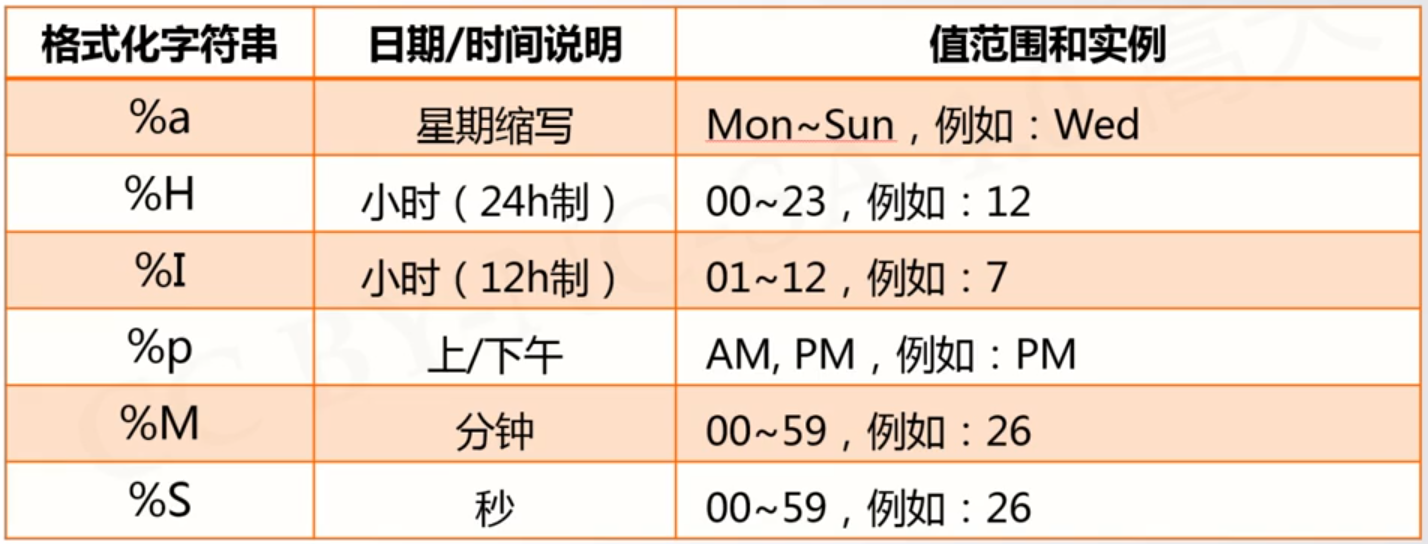 格式化字符串 日期/时间说明 值范围和实例
%a 星期缩写 Mon~Sun，例如：Wed
%H 小时（24h制） 00~23，例如：12
%I 小时（12h制） 01~12，例如：7
%p 上/下午 AM, PM，例如：PM
%M 分钟 00~59，例如：26
%S 秒 00~59，例如：26